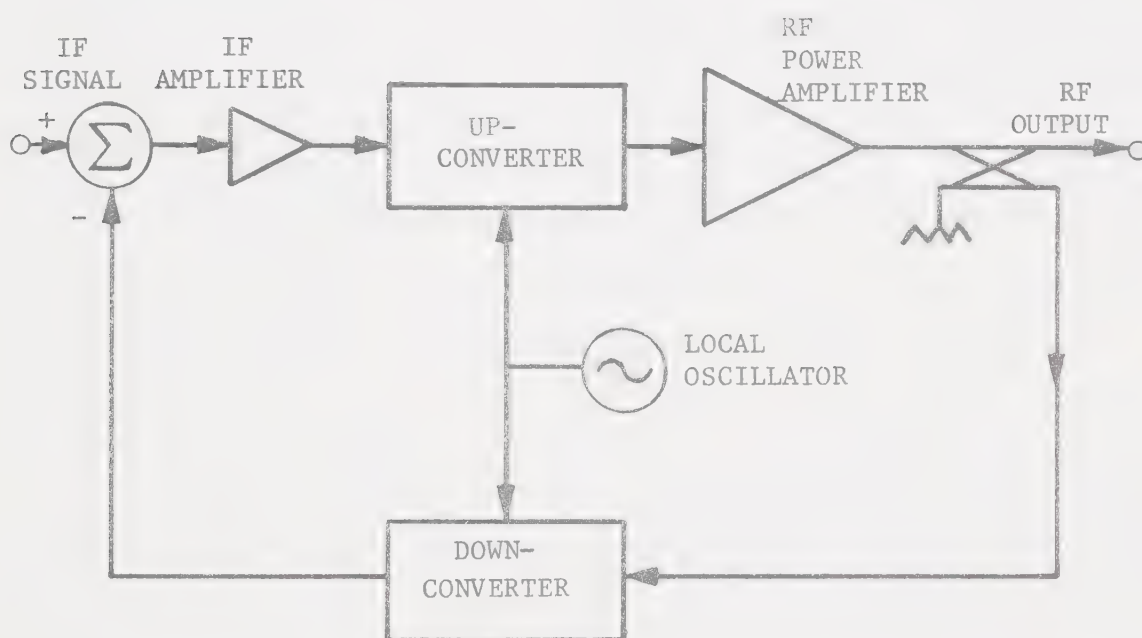 IF
SIGNAL
IF
AMPLIFIER
RF
POWER
AMPLIFIER
RF
OUTPUT
+
Σ
-
UP-
CONVERTER
LOCAL
OSCILLATOR
DOWN-
CONVERTER